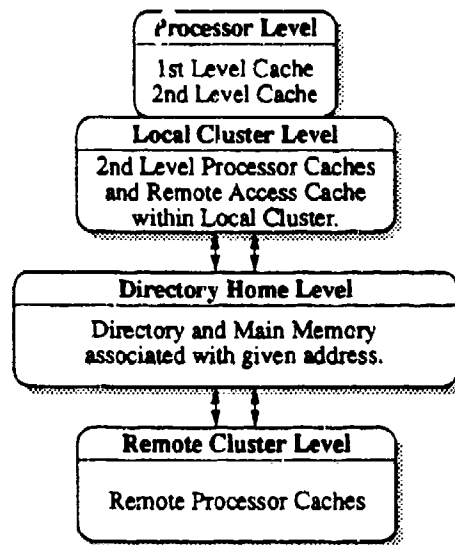 Processor Level
1st Level Cache
2nd Level Cache
Local Cluster Level
2nd Level Processor Caches
and Remote Access Cache
within Local Cluster.
Directory Home Level
Directory and Main Memory
associated with given address.
Remote Cluster Level
Remote Processor Caches